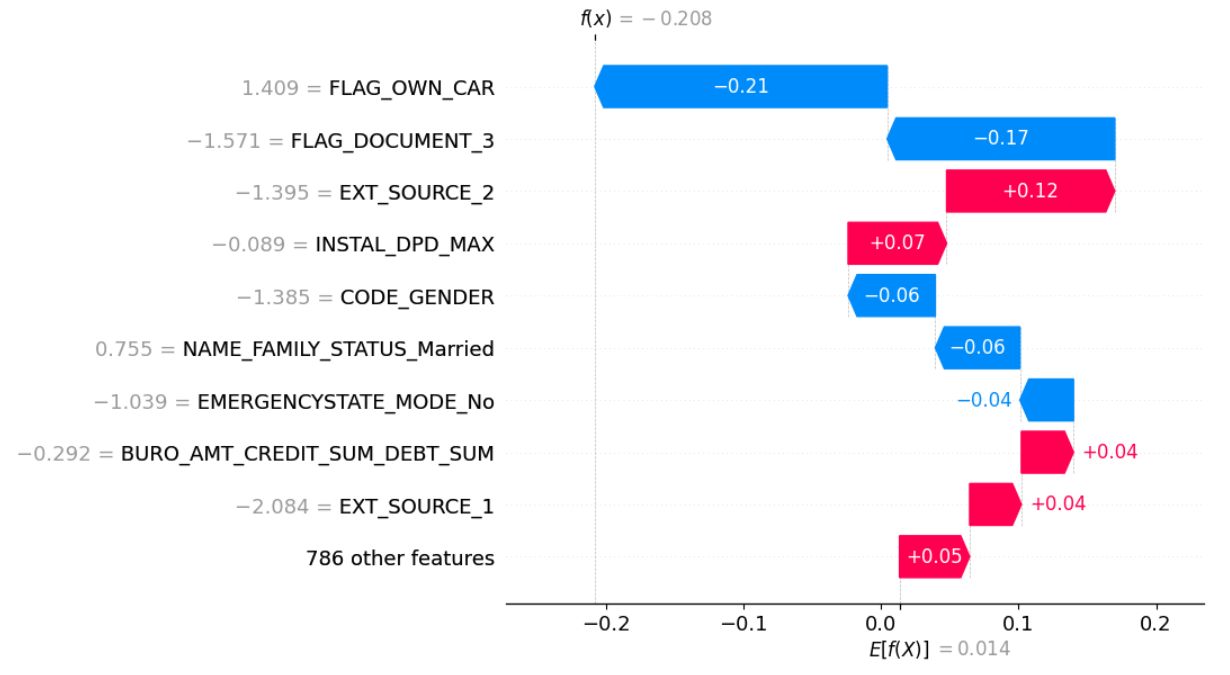 f(x) = −0.208
1.409 = FLAG_OWN_CAR
−0.21
−1.571 = FLAG_DOCUMENT_3
−0.17
−1.395 = EXT_SOURCE_2
+0.12
−0.089 = INSTAL_DPD_MAX
+0.07
−1.385 = CODE_GENDER
−0.06
0.755 = NAME_FAMILY_STATUS_Married
−0.06
−1.039 = EMERGENCYSTATE_MODE_No
−0.04
−0.292 = BURO_AMT_CREDIT_SUM_DEBT_SUM
+0.04
−2.084 = EXT_SOURCE_1
+0.04
786 other features
+0.05
−0.2 −0.1 0.0 0.1 0.2
E[f(X)] = 0.014